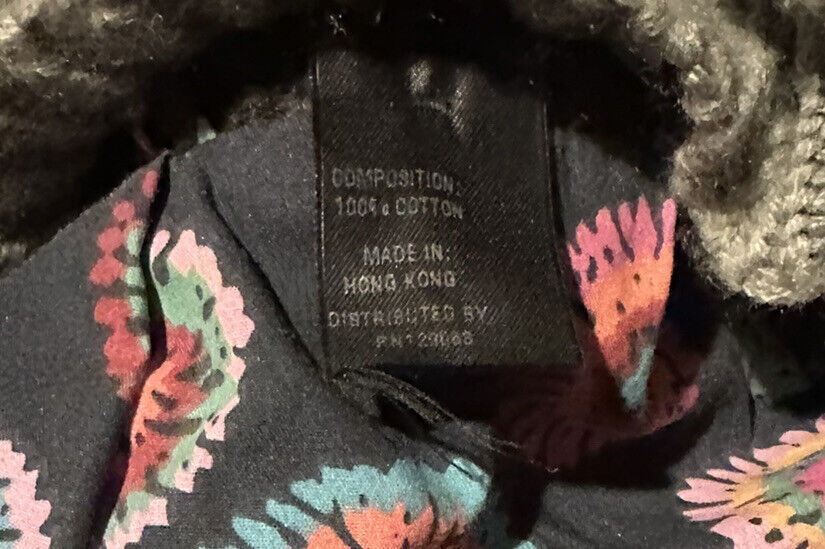 COMPOSITION:
100% COTTON
MADE IN:
HONG KONG
DISTRIBUTED BY